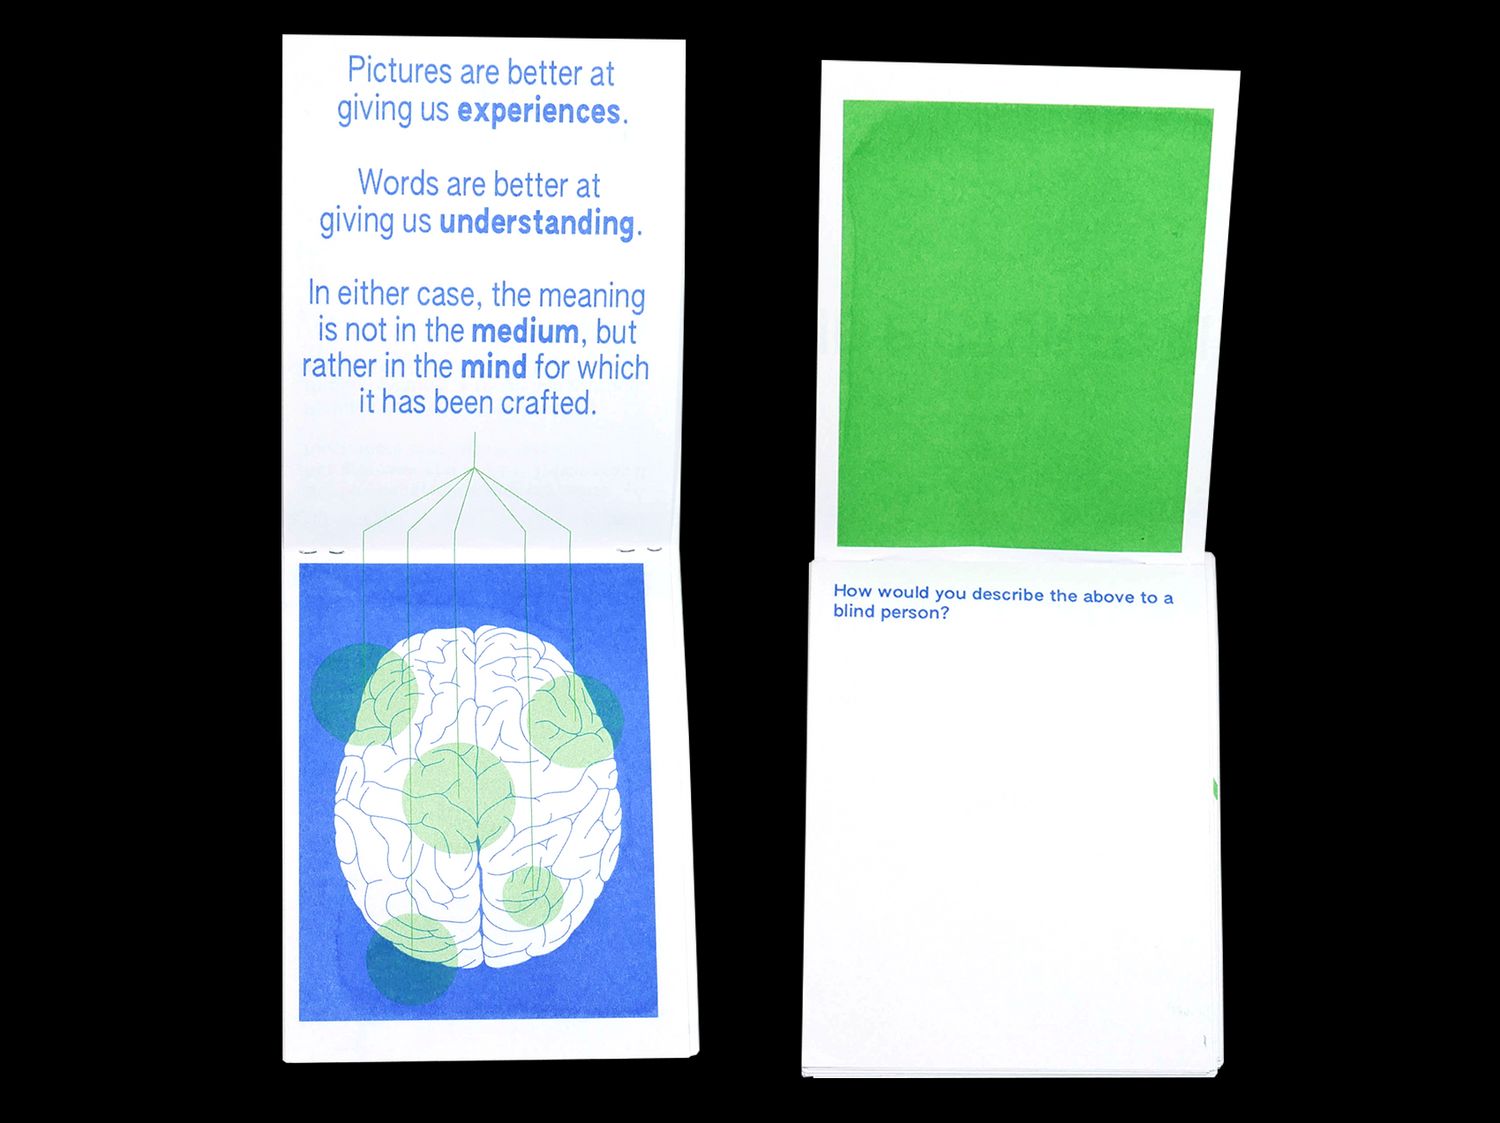 Pictures are better at
giving us experiences.
Words are better at
giving us understanding.
In either case, the meaning
is not in the medium, but
rather in the mind for which
it has been crafted.
How would you describe the above to a
blind person?